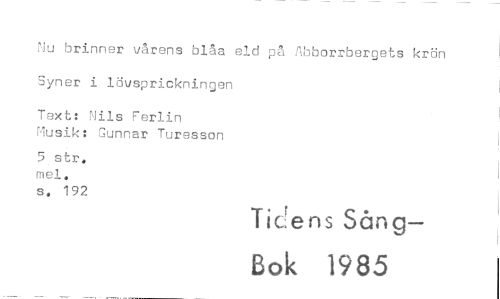 Nu brinner vårens blåa eld på Abborrbergets krön
Syner i lövsprickningen
Text: Nils Ferlin
Musik: Gunnar Turesson
5 str.
mel.
s. 192
Tidens Sång-
Bok 1985